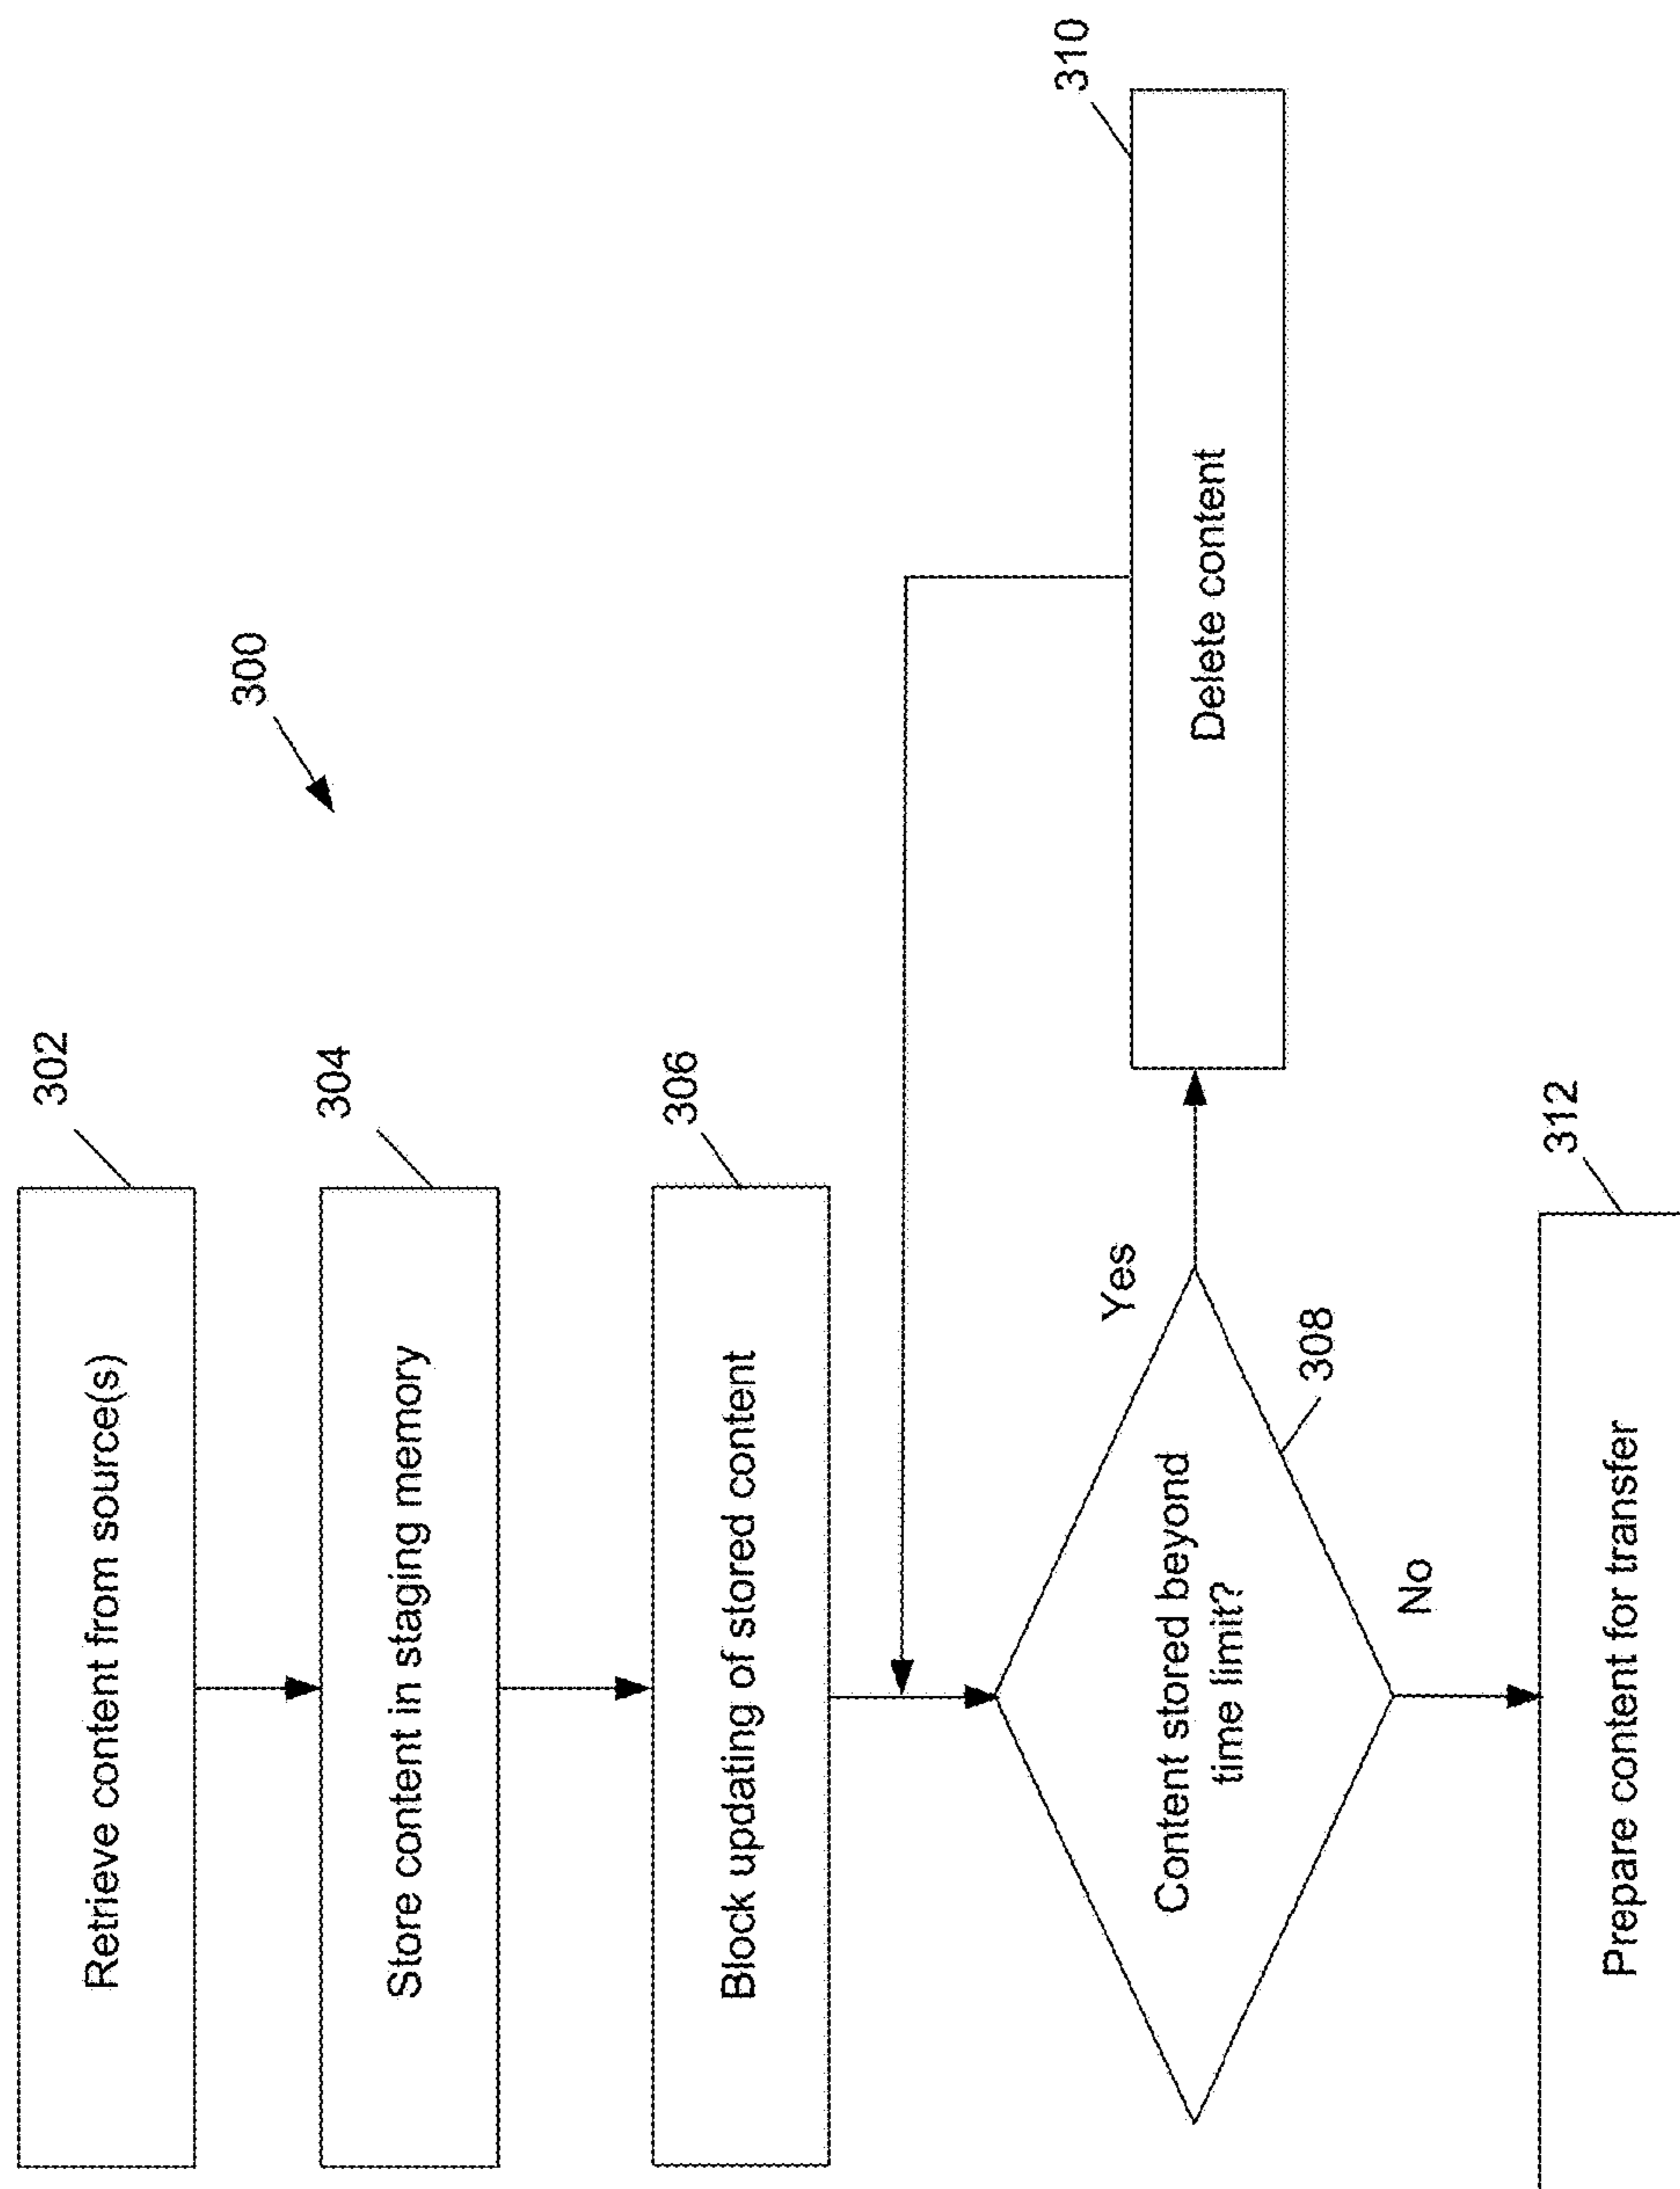 300
302
Retrieve content from source(s)
304
Store content in staging memory
306
Block updating of stored content
308
Content stored beyond
time limit?
Yes
310
Delete content
No
312
Prepare content for transfer